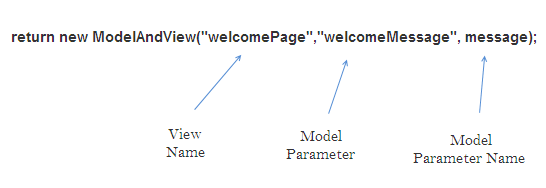 return new ModelAndView("welcomePage","welcomeMessage", message);
View
Name
Model
Parameter
Model
Parameter Name